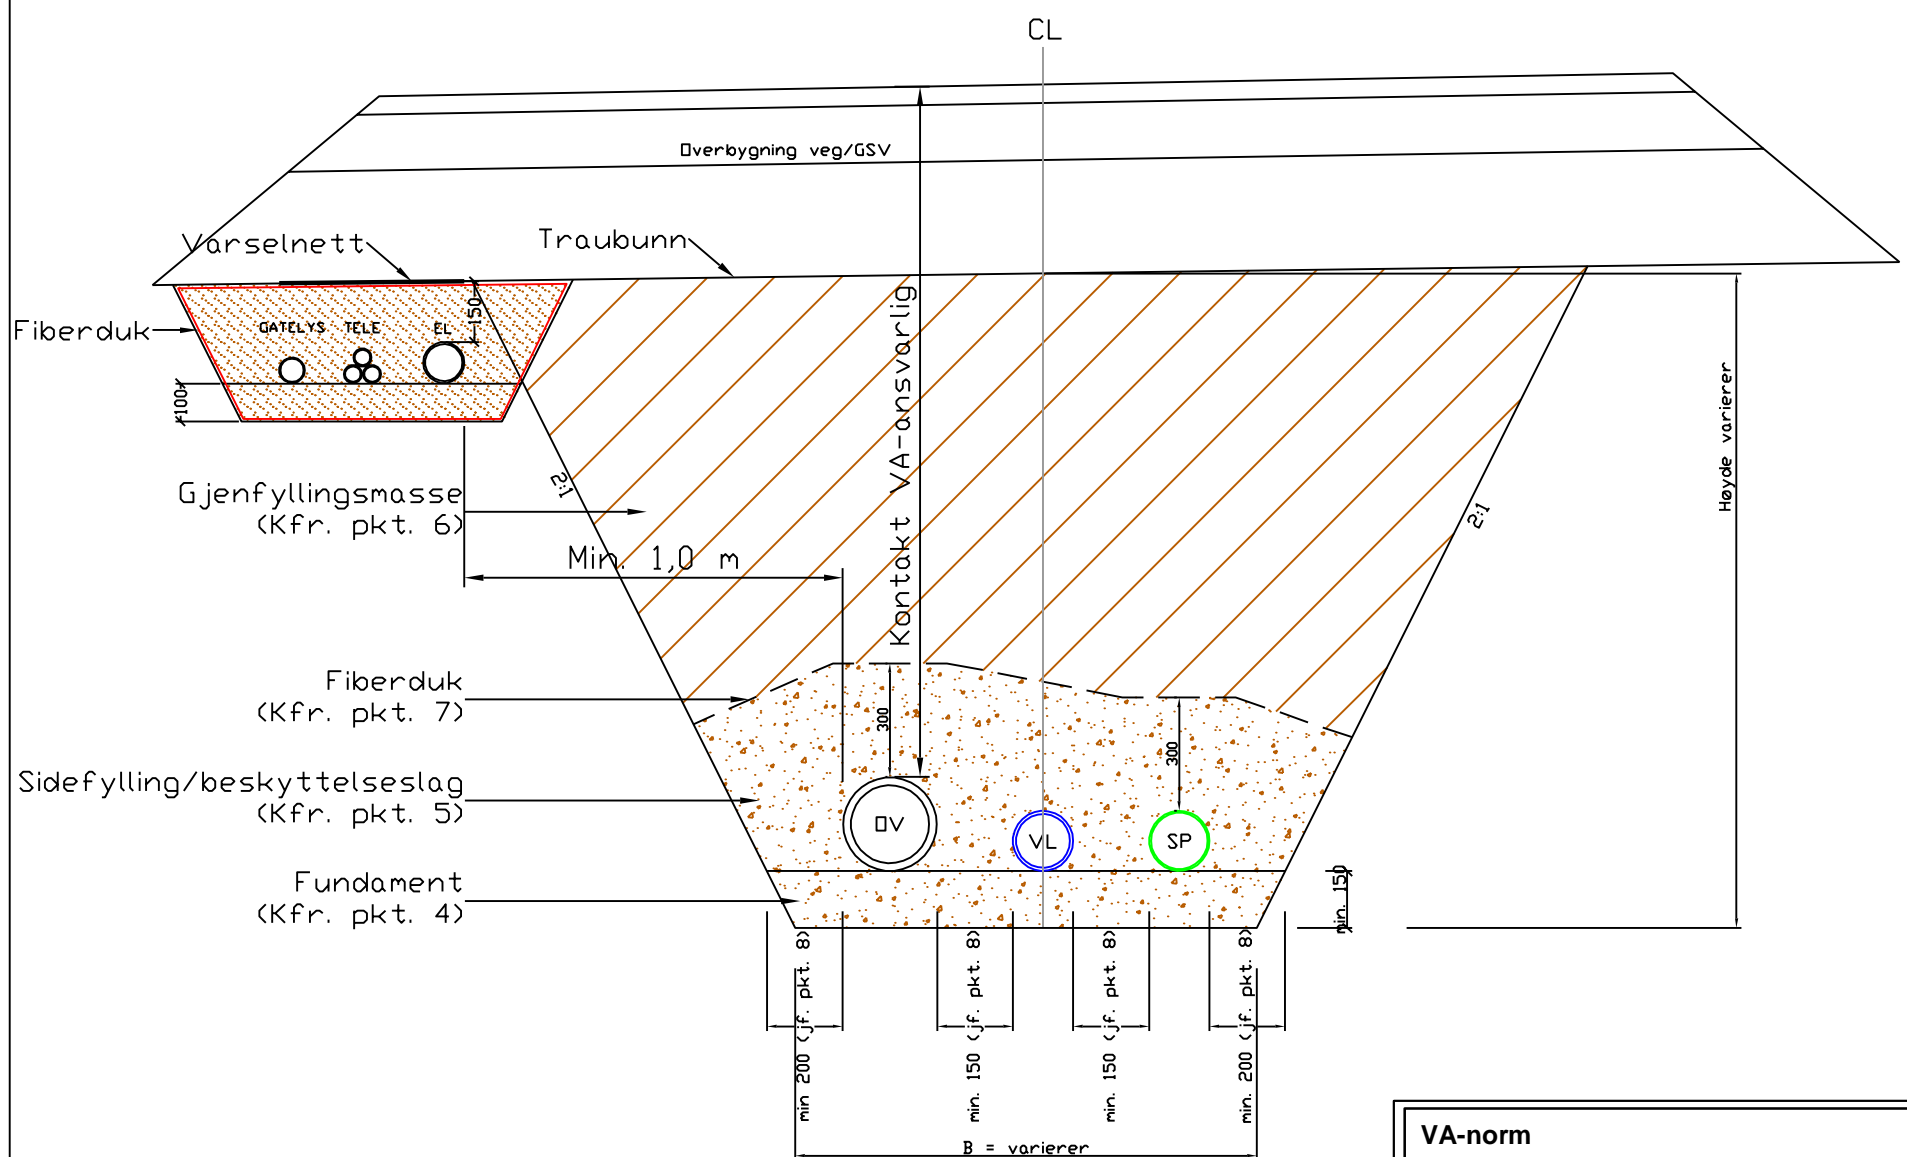 CL
Overbygning veg/GSV
Varselnett
Traubunn
Fiberduk
GATELYS TELE EL
150
100
Kontakt VA-ansvarlig
Høyde varierer
Gjenfyllingsmasse
(Kfr. pkt. 6)
2:1
2:1
Min. 1,0 m
Fiberduk
(Kfr. pkt. 7)
300
300
Sidefylling/beskyttelseslag
(Kfr. pkt. 5)
OV
VL
SP
Fundament
(Kfr. pkt. 4)
min. 150
min 200 (jf. pkt. 8)
min. 150 (jf. pkt. 8)
min. 150 (jf. pkt. 8)
min. 200 (jf. pkt. 8)
B = varierer
VA-norm